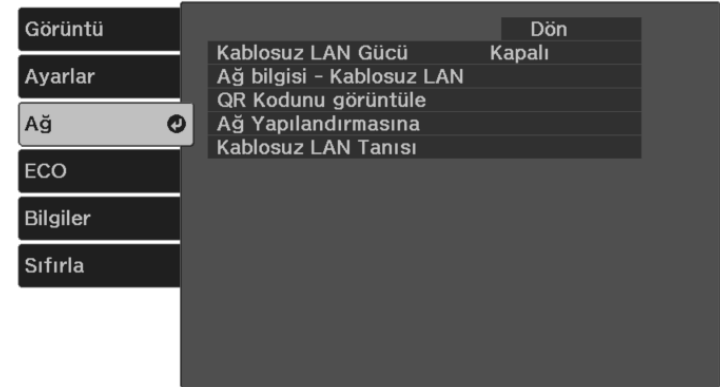 Görüntü
Ayarlar
Ağ
ECO
Bilgiler
Sıfırla
Dön
Kablosuz LAN Gücü Kapalı
Ağ bilgisi - Kablosuz LAN
QR Kodunu görüntüle
Ağ Yapılandırmasına
Kablosuz LAN Tanısı